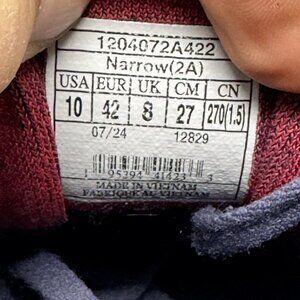 1204072A422
Narrow(2A)
USA EUR UK CM CN
10 42 8 27 270(1.5)
07/24 12829
MADE IN VIETNAM
FABRIQUE AU VIETNAM